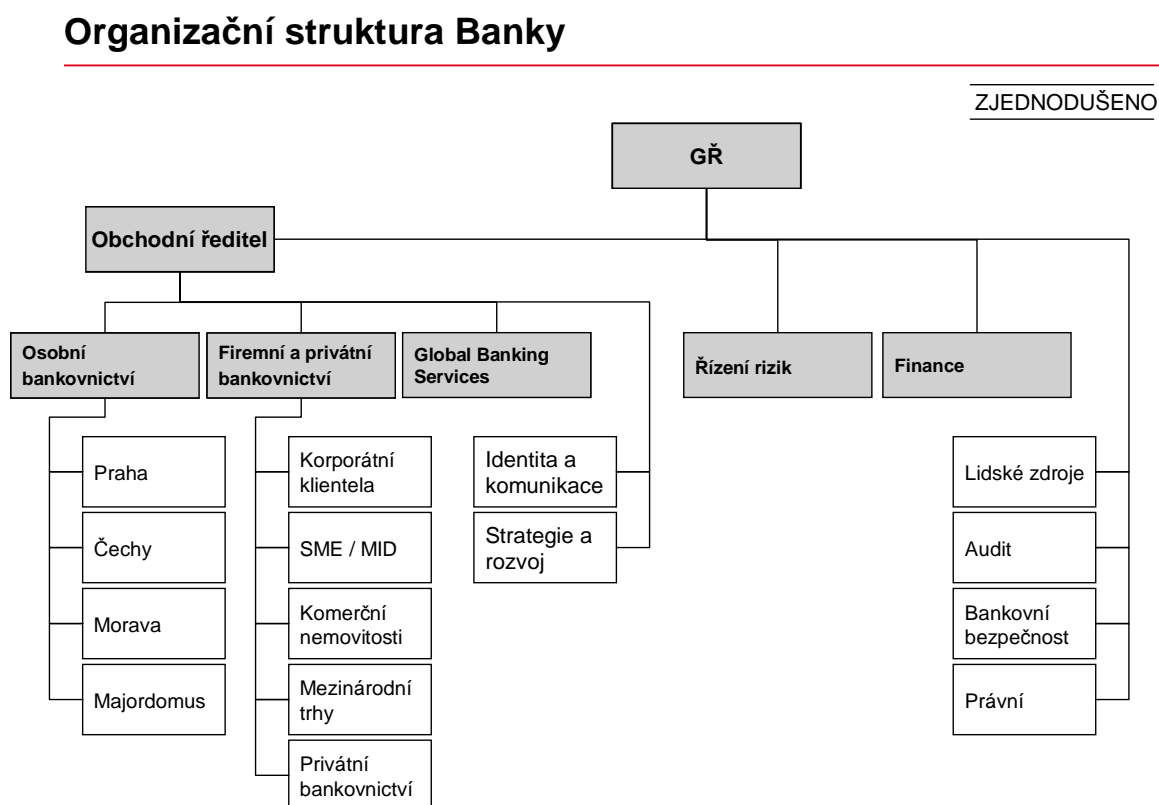 Organizační struktura Banky
ZJEDNODUŠENO
GŘ
Obchodní ředitel
Osobní
bankovnictví
Firemní a privátní
bankovnictví
Global Banking
Services
Řízení rizik
Finance
Praha
Čechy
Morava
Majordomus
Korporátní
klientela
SME / MID
Komerční
nemovitosti
Mezinárodní
trhy
Privátní
bankovnictví
Identita a
komunikace
Strategie a
rozvoj
Lidské zdroje
Audit
Bankovní
bezpečnost
Právní